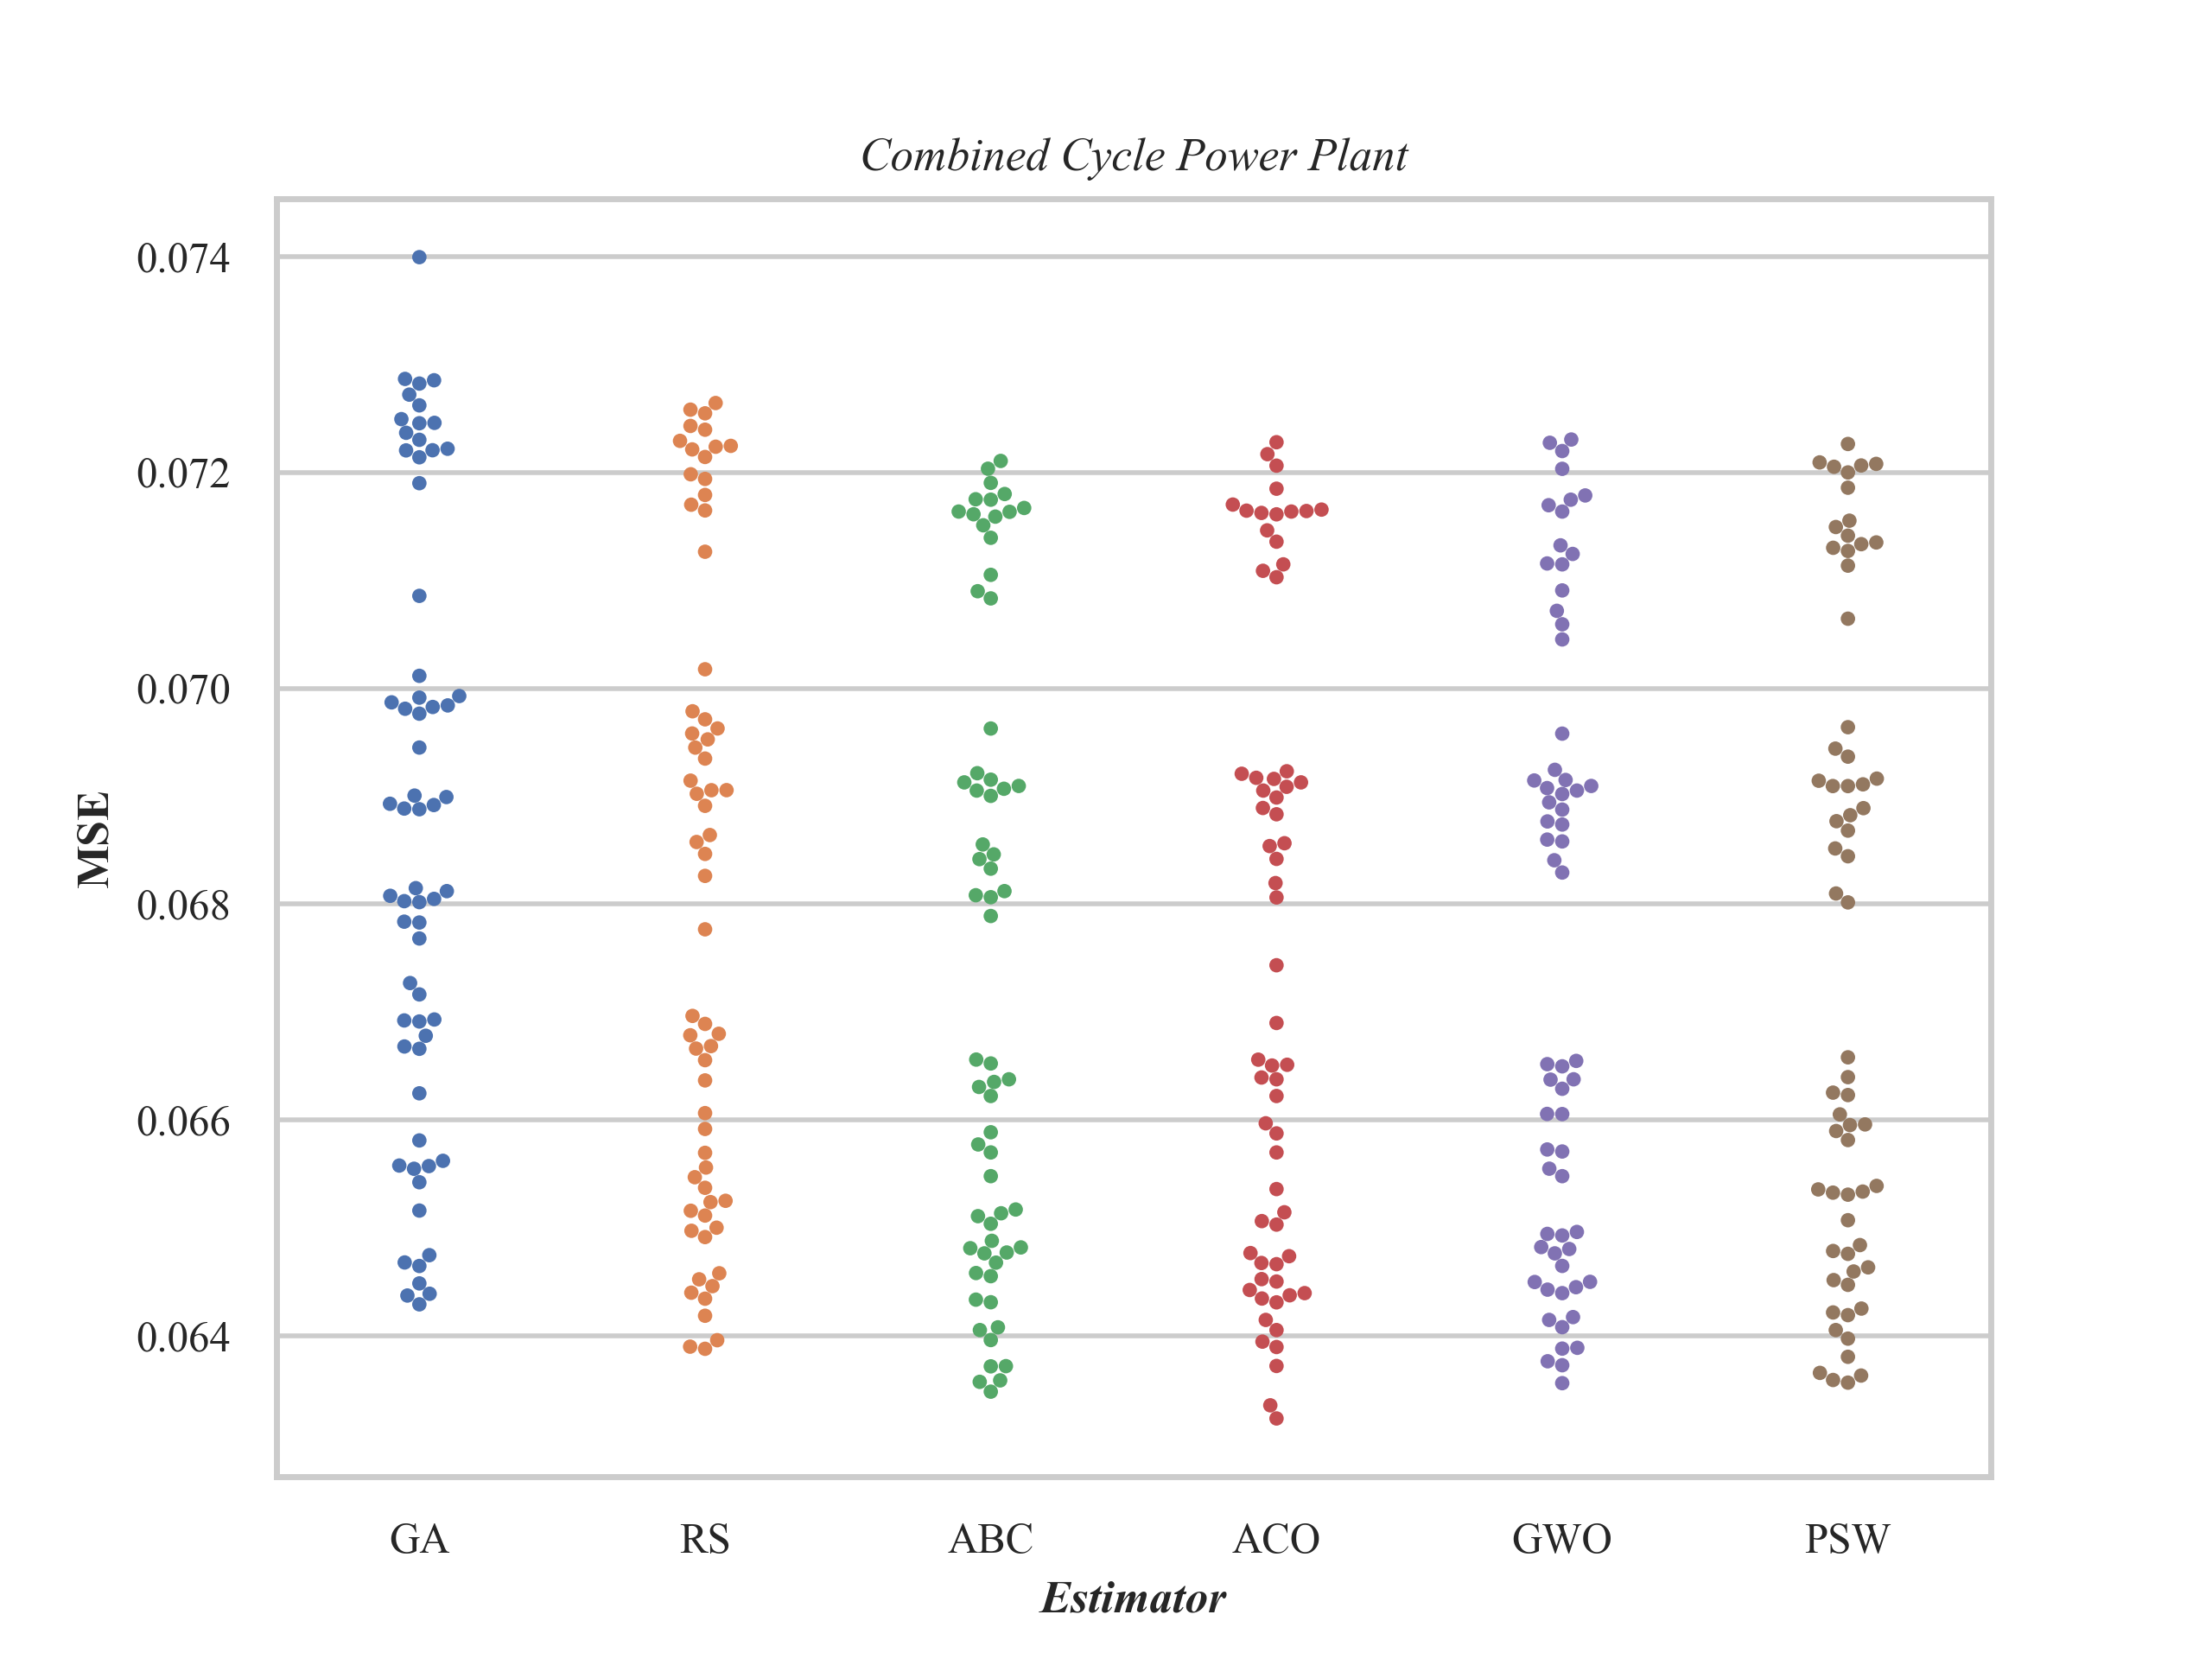 Combined Cycle Power Plant
0.074
0.072
0.070
0.068
0.066
0.064
MSE
GA RS ABC ACO GWO PSW
Estimator